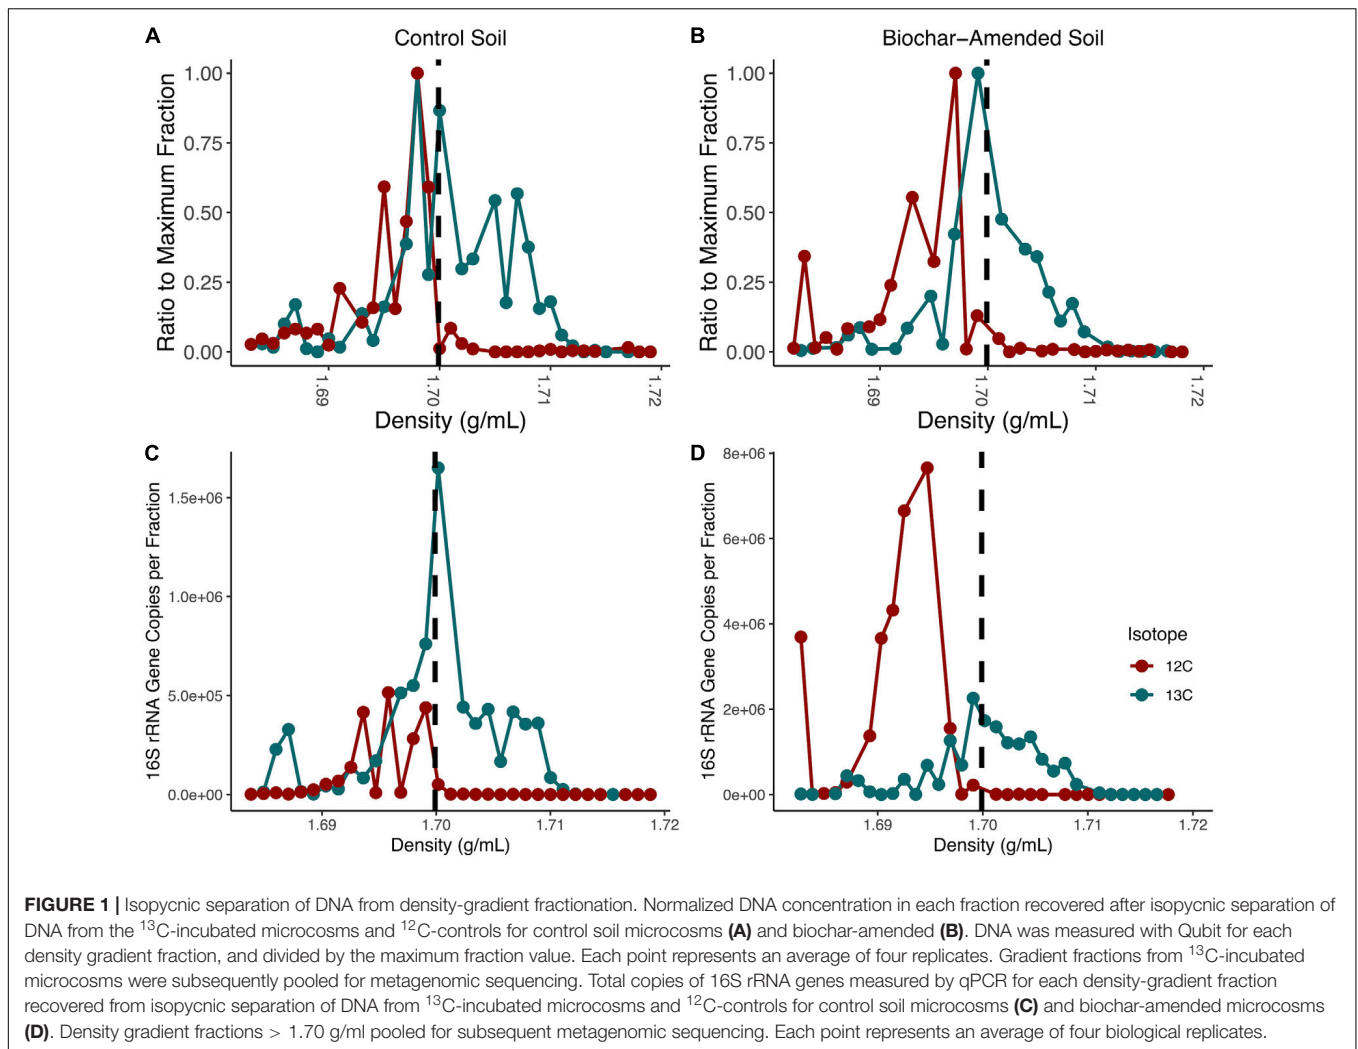 A
Control Soil
Ratio to Maximum Fraction
1.00
0.75
0.50
0.25
0.00
1.69
1.70
1.71
1.72
Density (g/mL)
B
Biochar–Amended Soil
Ratio to Maximum Fraction
1.00
0.75
0.50
0.25
0.00
1.69
1.70
1.71
1.72
Density (g/mL)
C
16S rRNA Gene Copies per Fraction
1.5e+06
1.0e+06
5.0e+05
0.0e+00
1.69
1.70
1.71
1.72
Density (g/mL)
D
16S rRNA Gene Copies per Fraction
8e+06
6e+06
4e+06
2e+06
0e+00
1.69
1.70
1.71
1.72
Density (g/mL)
Isotope
12C
13C
FIGURE 1 | Isopycnic separation of DNA from density-gradient fractionation. Normalized DNA concentration in each fraction recovered after isopycnic separation of
DNA from the ¹³C-incubated microcosms and ¹²C-controls for control soil microcosms (A) and biochar-amended (B). DNA was measured with Qubit for each
density gradient fraction, and divided by the maximum fraction value. Each point represents an average of four replicates. Gradient fractions from ¹³C-incubated
microcosms were subsequently pooled for metagenomic sequencing. Total copies of 16S rRNA genes measured by qPCR for each density-gradient fraction
recovered from isopycnic separation of DNA from ¹³C-incubated microcosms and ¹²C-controls for control soil microcosms (C) and biochar-amended microcosms
(D). Density gradient fractions > 1.70 g/ml pooled for subsequent metagenomic sequencing. Each point represents an average of four biological replicates.